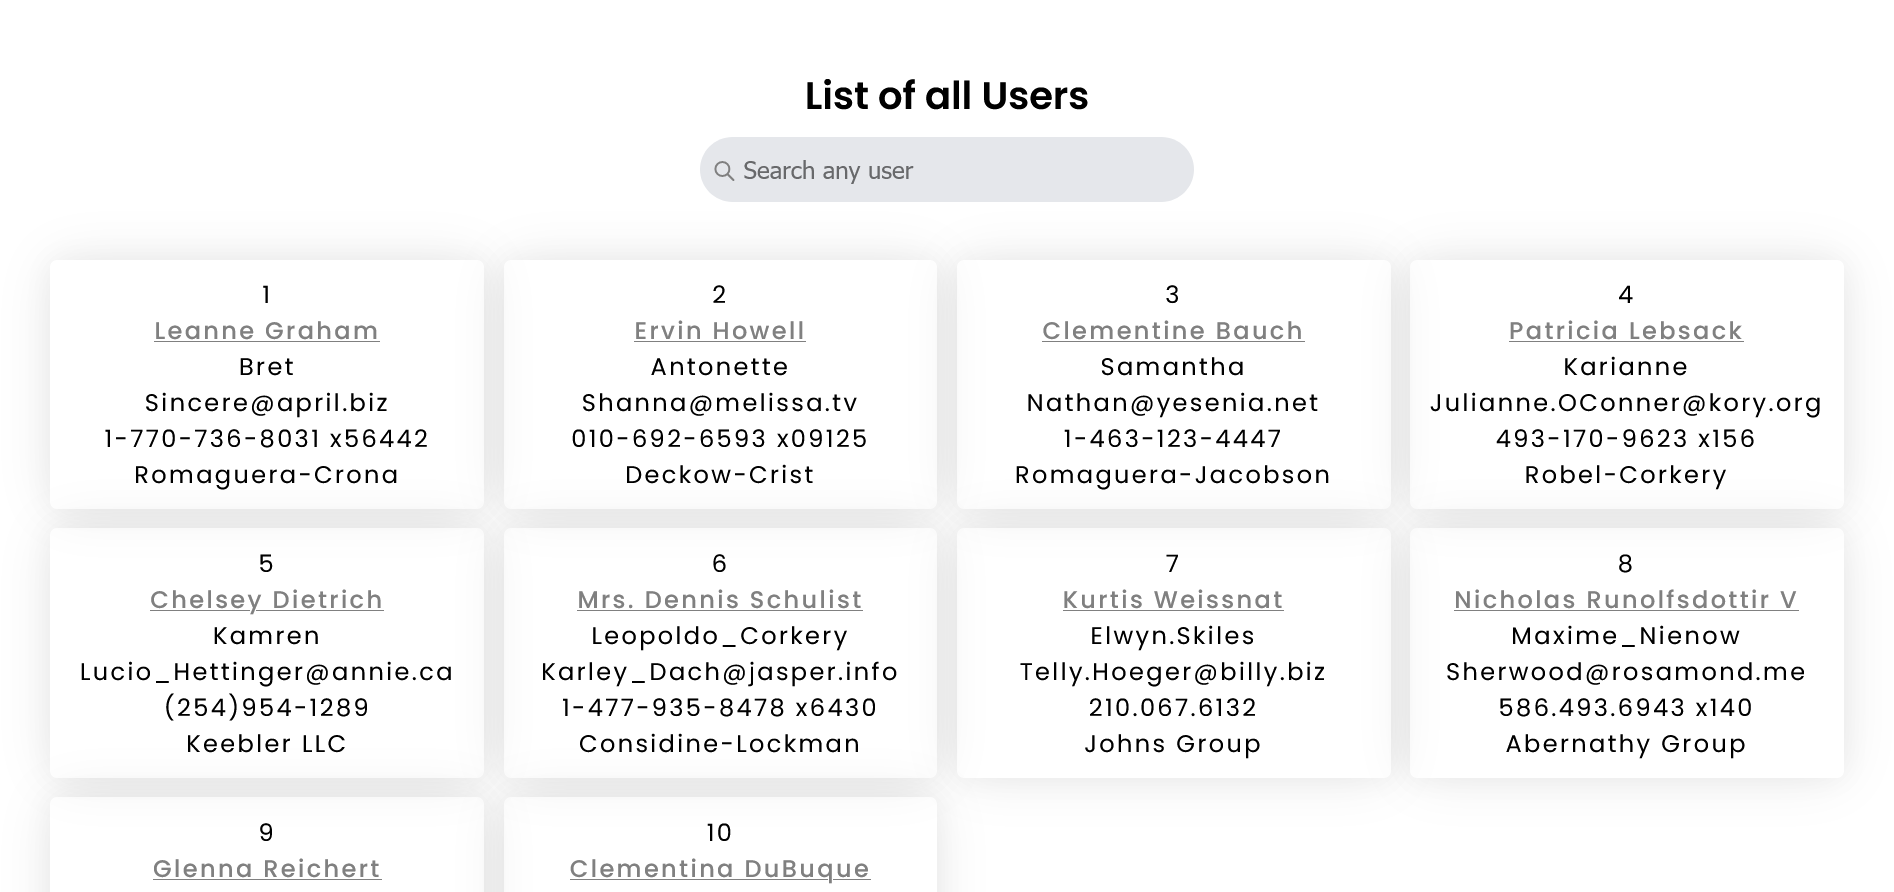 List of all Users
Search any user
1
Leanne Graham
Bret
Sincere@april.biz
1-770-736-8031 x56442
Romaguera-Crona
2
Ervin Howell
Antonette
Shanna@melissa.tv
010-692-6593 x09125
Deckow-Crist
3
Clementine Bauch
Samantha
Nathan@yesenia.net
1-463-123-4447
Romaguera-Jacobson
4
Patricia Lebsack
Karianne
Julianne.OConner@kory.org
493-170-9623 x156
Robel-Corkery
5
Chelsey Dietrich
Kamren
Lucio_Hettinger@annie.ca
(254)954-1289
Keebler LLC
6
Mrs. Dennis Schulist
Leopoldo_Corkery
Karley_Dach@jasper.info
1-477-935-8478 x6430
Considine-Lockman
7
Kurtis Weissnat
Elwyn.Skiles
Telly.Hoeger@billy.biz
210.067.6132
Johns Group
8
Nicholas Runolfsdottir V
Maxime_Nienow
Sherwood@rosamond.me
586.493.6943 x140
Abernathy Group
9
Glenna Reichert
10
Clementina DuBuque